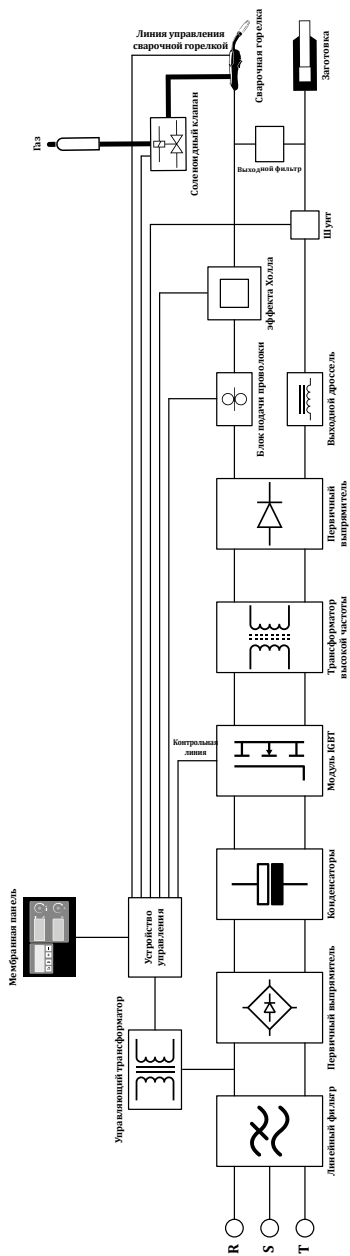 Линия управления
сварочной горелкой
Сварочная горелка
Заготовка
Газ
Соленоидный клапан
Выходной фильтр
Шунт
эффекта Холла
Блок подачи проволоки
Выходной дроссель
Первичный
выпрямитель
Трансформатор
высокой частоты
Контрольная
линия
Модуль IGBT
Мембранная панель
Устройство
управления
Конденсаторы
Управляющий трансформатор
Первичный выпрямитель
Линейный фильтр
R
S
T